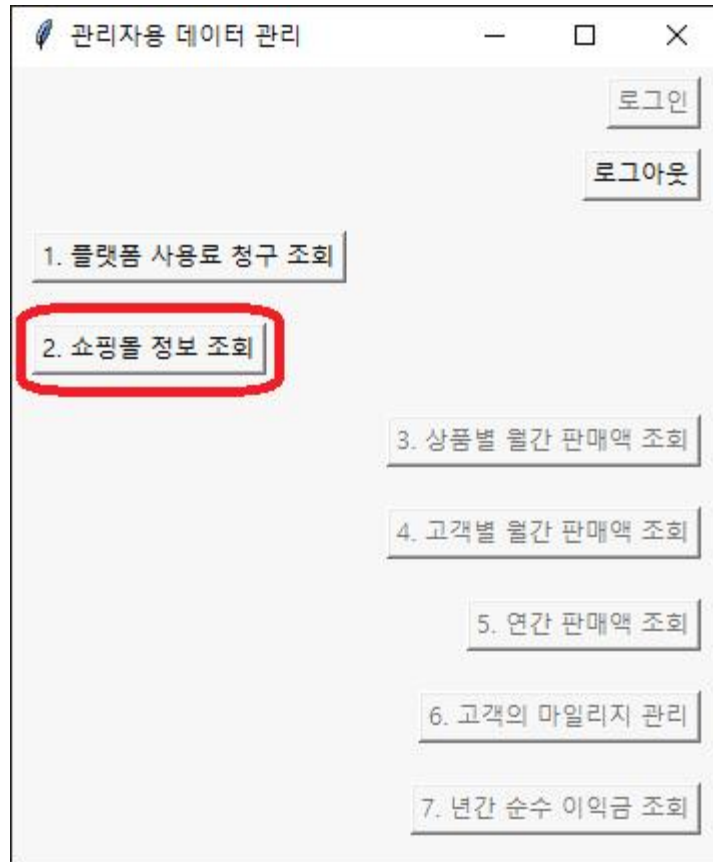 관리자용 데이터 관리
로그인
로그아웃
1. 플랫폼 사용료 청구 조회
2. 쇼핑몰 정보 조회
3. 상품별 월간 판매액 조회
4. 고객별 월간 판매액 조회
5. 연간 판매액 조회
6. 고객의 마일리지 관리
7. 년간 순수 이익금 조회